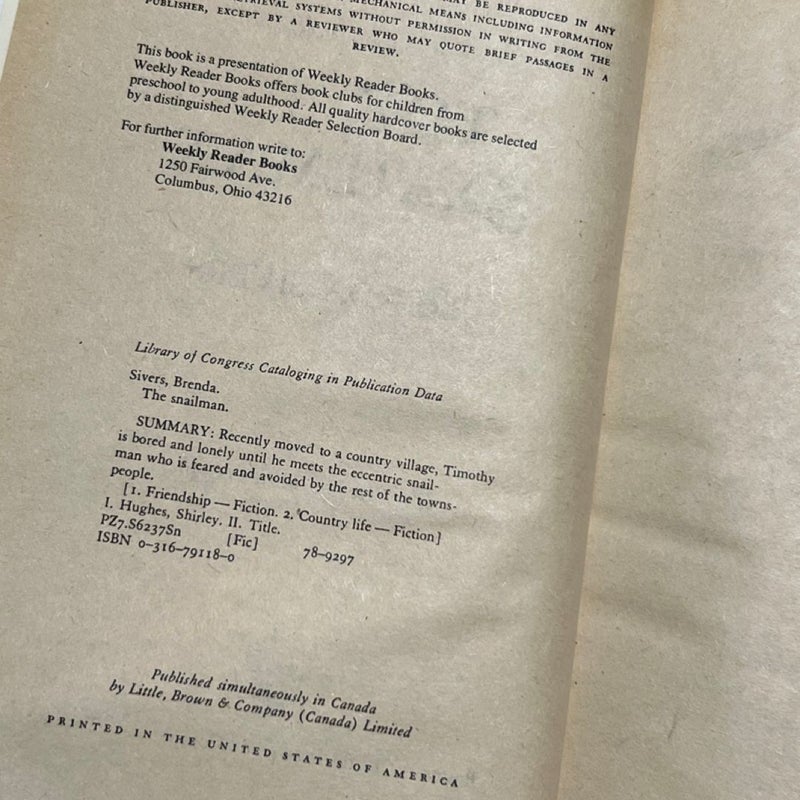 MAY BE REPRODUCED IN ANY
MECHANICAL MEANS INCLUDING INFORMATION
RETRIEVAL SYSTEMS WITHOUT PERMISSION IN WRITING FROM THE
PUBLISHER, EXCEPT BY A REVIEWER WHO MAY QUOTE BRIEF PASSAGES IN A
REVIEW.
This book is a presentation of Weekly Reader Books.
Weekly Reader Books offers book clubs for children from
preschool to young adulthood. All quality hardcover books are selected
by a distinguished Weekly Reader Selection Board.
For further information write to:
Weekly Reader Books
1250 Fairwood Ave.
Columbus, Ohio 43216
Library of Congress Cataloging in Publication Data
Sivers, Brenda.
The snailman.
SUMMARY: Recently moved to a country village, Timothy
is bored and lonely until he meets the eccentric snail-
man who is feared and avoided by the rest of the towns-
people.
[1. Friendship — Fiction. 2. Country life — Fiction]
I. Hughes, Shirley. II. Title.
PZ7.S6237Sn [Fic] 78–9297
ISBN 0–316–79118–0
Published simultaneously in Canada
by Little, Brown & Company (Canada) Limited
PRINTED IN THE UNITED STATES OF AMERICA